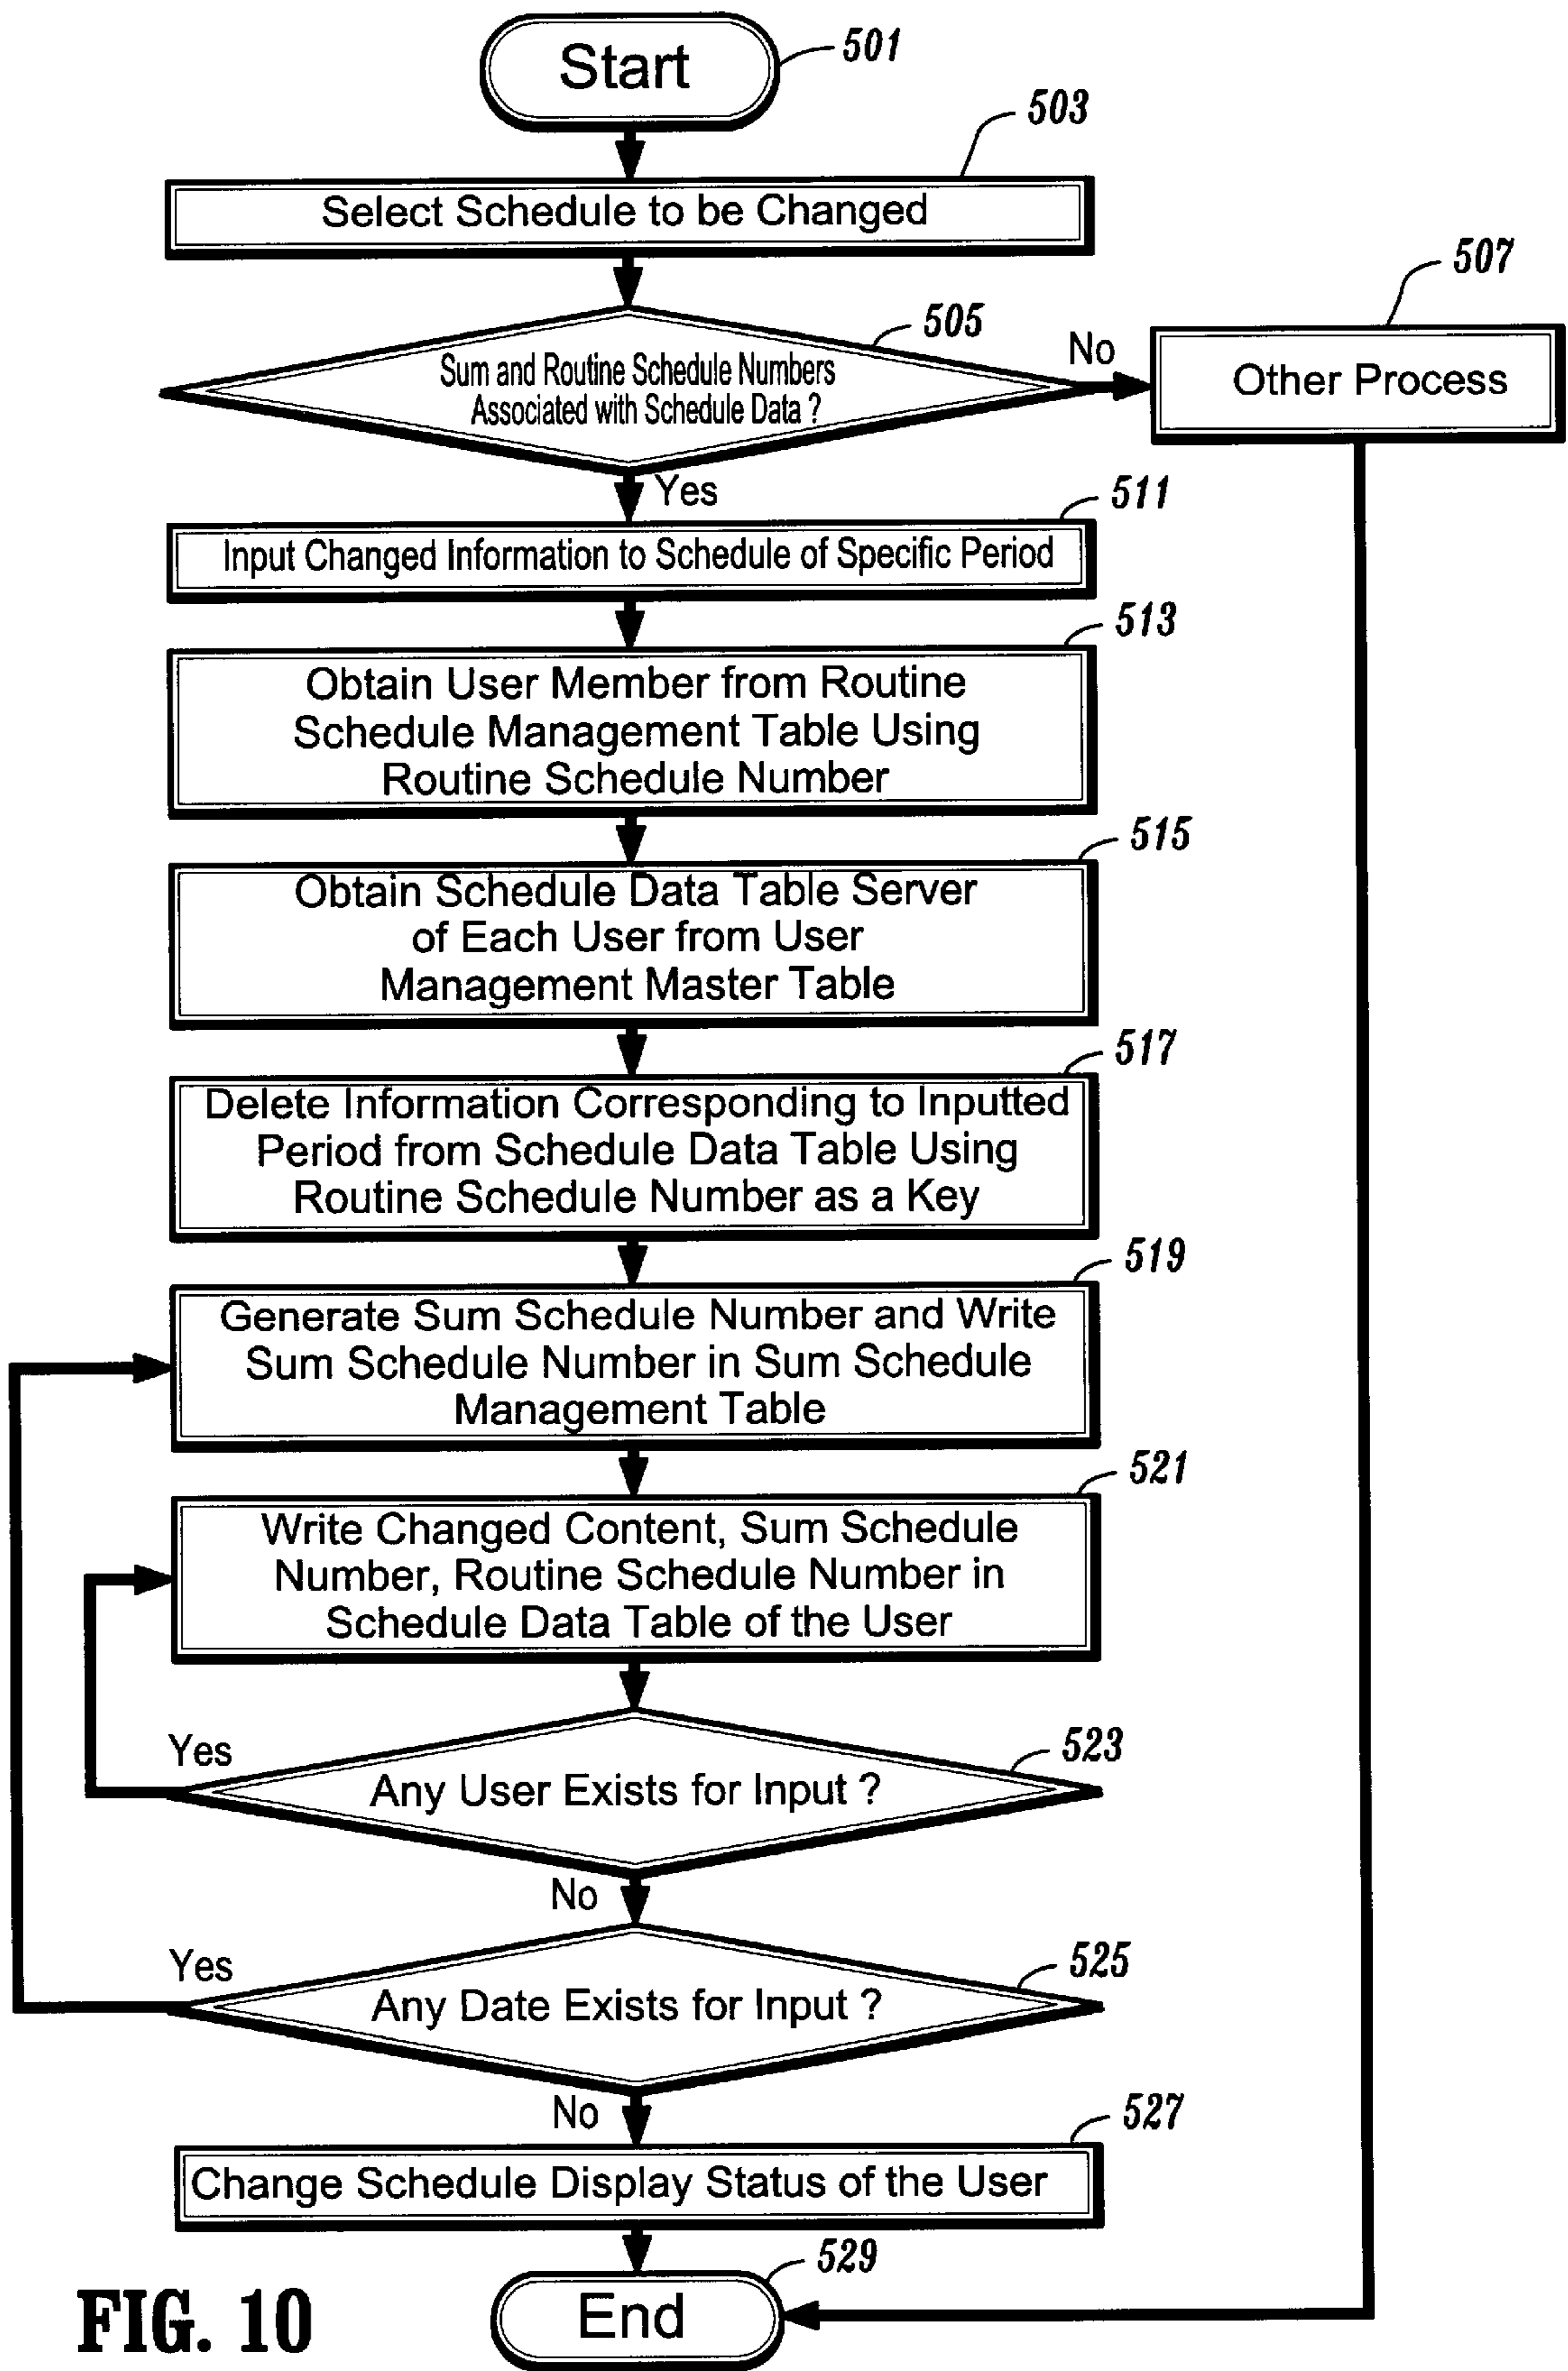 Start
501
503
Select Schedule to be Changed
505
507
Sum and Routine Schedule Numbers
Associated with Schedule Data ?
No
Other Process
Yes
511
Input Changed Information to Schedule of Specific Period
513
Obtain User Member from Routine
Schedule Management Table Using
Routine Schedule Number
515
Obtain Schedule Data Table Server
of Each User from User
Management Master Table
517
Delete Information Corresponding to Inputted
Period from Schedule Data Table Using
Routine Schedule Number as a Key
519
Generate Sum Schedule Number and Write
Sum Schedule Number in Sum Schedule
Management Table
521
Write Changed Content, Sum Schedule
Number, Routine Schedule Number in
Schedule Data Table of the User
Yes
523
Any User Exists for Input ?
No
Yes
525
Any Date Exists for Input ?
No
527
Change Schedule Display Status of the User
529
End
FIG. 10